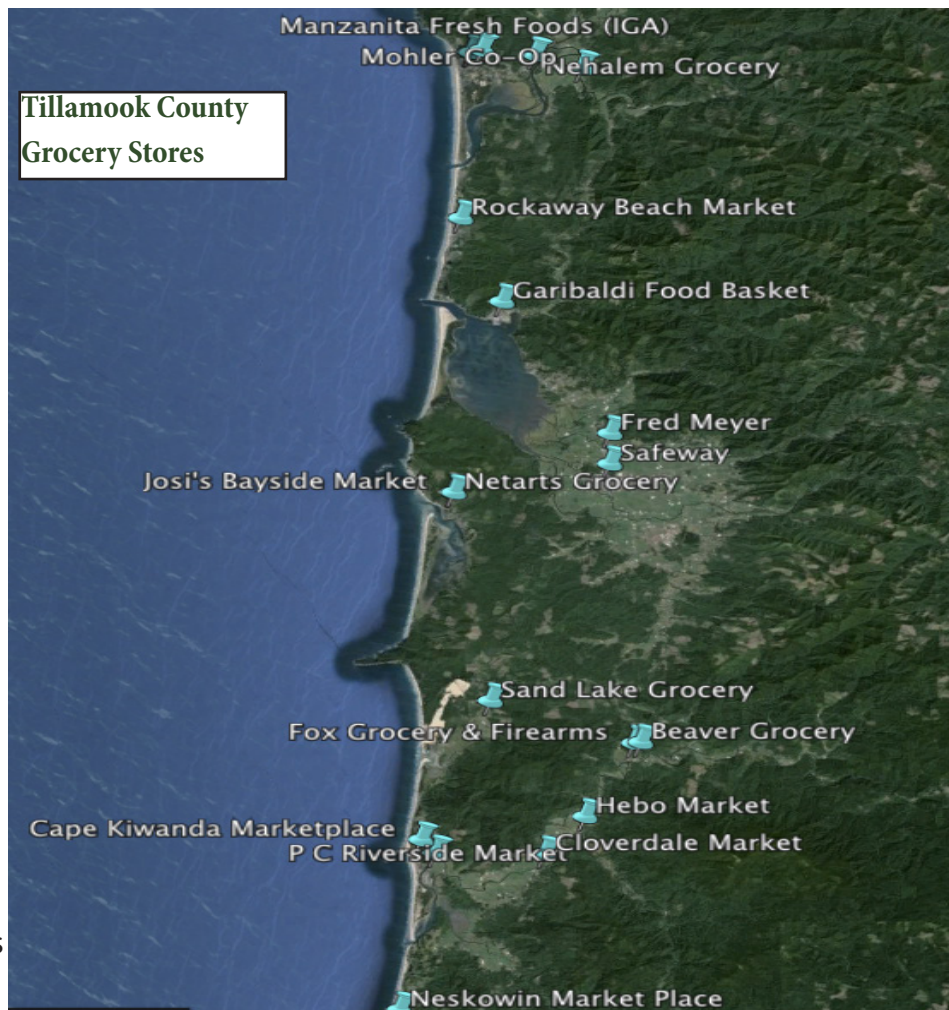 Manzanita Fresh Foods (IGA)
Mohler Co-Op
Nehalem Grocery
Tillamook County
Grocery Stores
Rockaway Beach Market
Garibaldi Food Basket
Fred Meyer
Safeway
Josi's Bayside Market
Netarts Grocery
Sand Lake Grocery
Fox Grocery & Firearms
Beaver Grocery
Hebo Market
Cape Kiwanda Marketplace
Cloverdale Market
P C Riverside Market
s
Neskowin Market Place